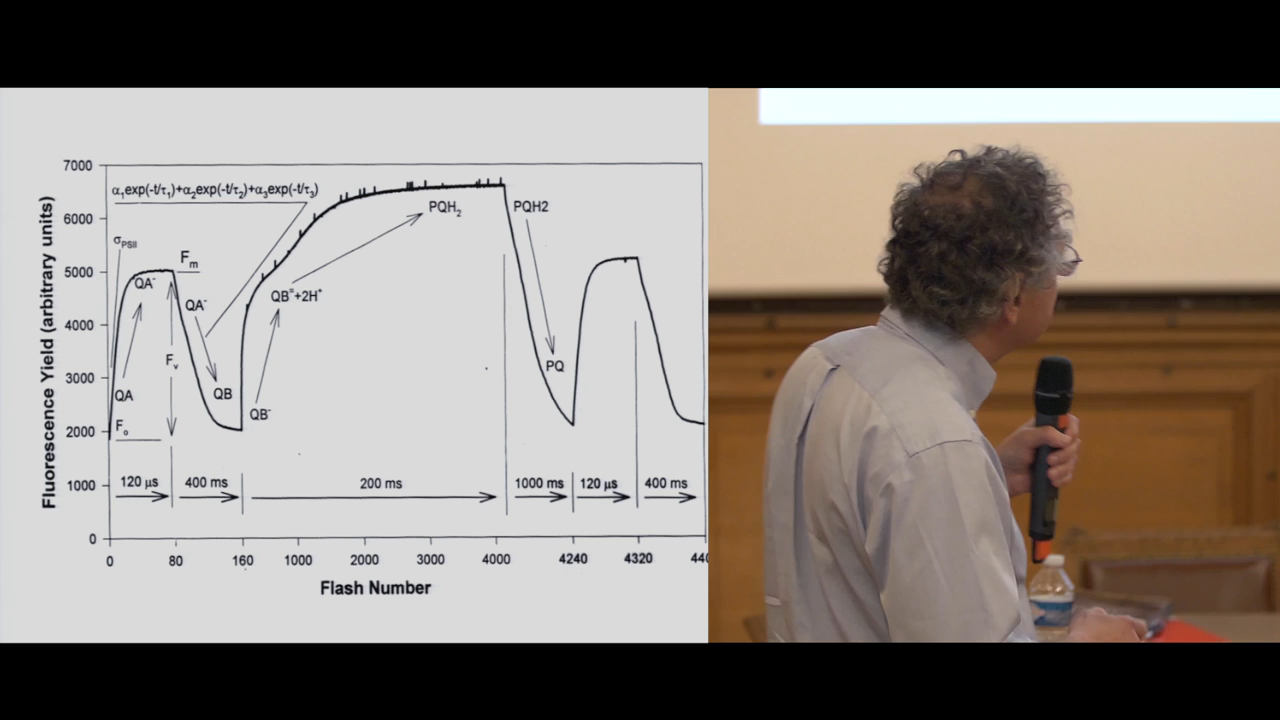 7000
6000
5000
4000
3000
2000
1000
0
Fluorescence Yield (arbitrary units)
α₁exp(-t/τ₁)+α₂exp(-t/τ₂)+α₃exp(-t/τ₃)
σPSII
Fm
QA⁻
QA
Fo
Fv
QA⁻
QB
QB⁻
QB⁼+2H⁺
PQH₂
PQH2
PQ
120 µs
400 ms
200 ms
1000 ms
120 µs
400 ms
0 80 160 1000 2000 3000 4000 4240 4320
Flash Number